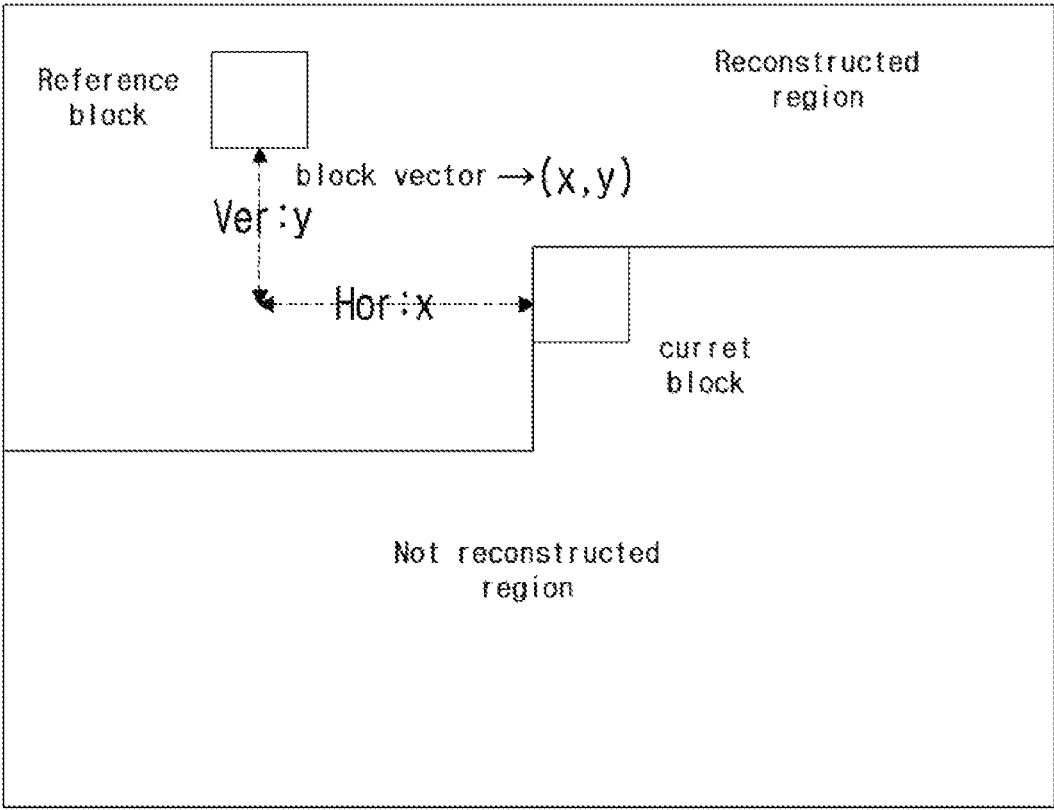 Reference
block
Reconstructed
region
block vector →(x,y)
Ver:y
Hor:x
curret
block
Not reconstructed
region